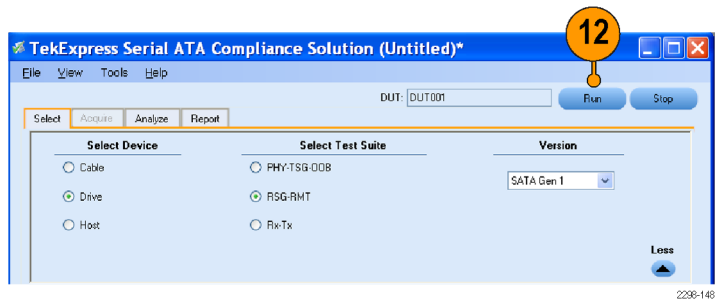 12
TekExpress Serial ATA Compliance Solution (Untitled)*
File View Tools Help
DUT: DUT001 Run Stop
Select Acquire Analyze Report
Select Device Select Test Suite Version
Cable PHY-TSG-OOB
SATA Gen 1
Drive RSG-RMT
Host Rx-Tx
Less
2298-148